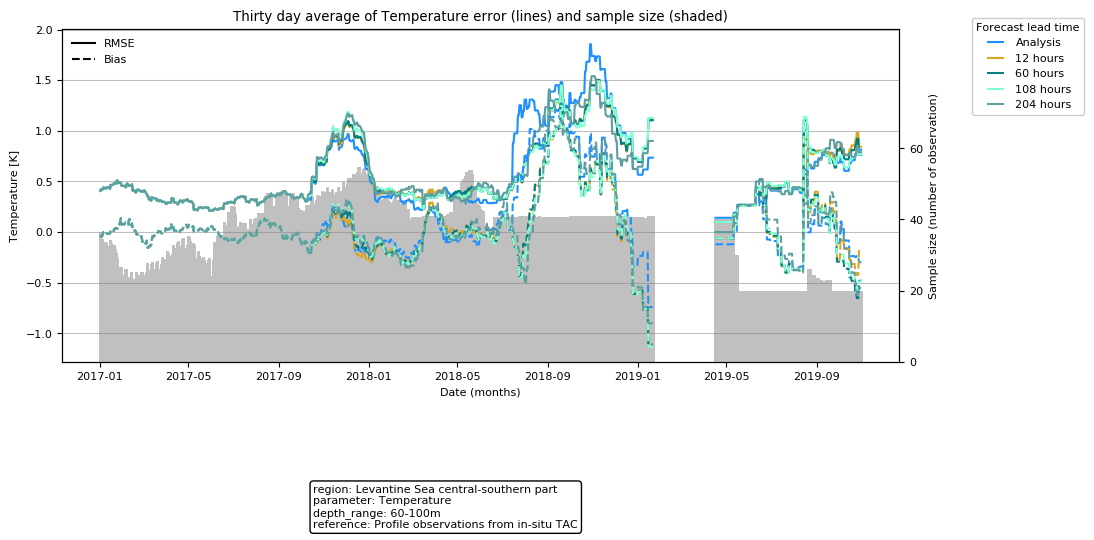 Thirty day average of Temperature error (lines) and sample size (shaded)
RMSE
Bias
Forecast lead time
Analysis
12 hours
60 hours
108 hours
204 hours
2.0
1.5
1.0
0.5
0.0
−0.5
−1.0
Temperature [K]
60
40
20
0
Sample size (number of observation)
2017-01 2017-05 2017-09 2018-01 2018-05 2018-09 2019-01 2019-05 2019-09
Date (months)
region: Levantine Sea central-southern part
parameter: Temperature
depth_range: 60-100m
reference: Profile observations from in-situ TAC